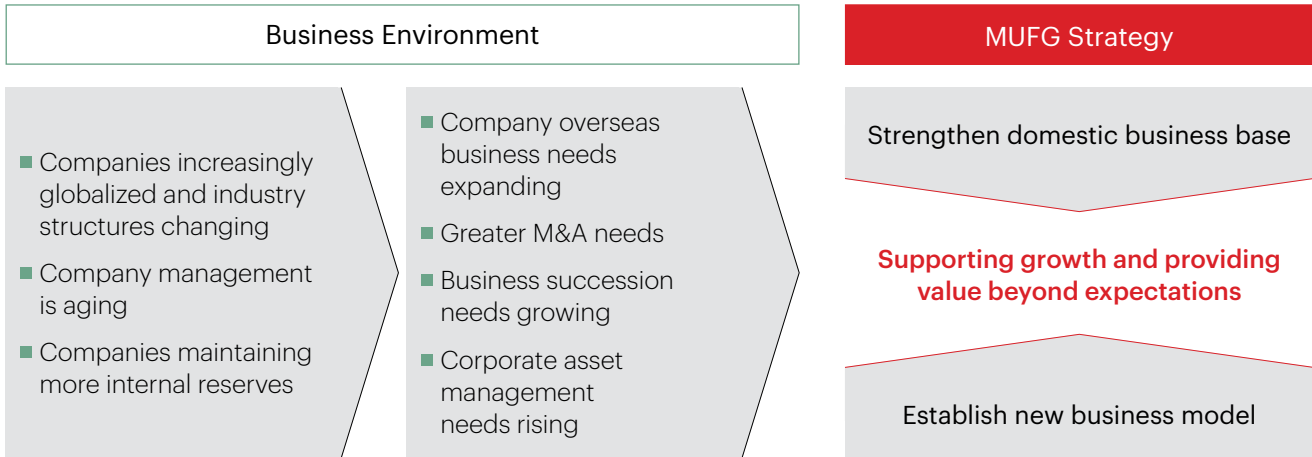 Business Environment
MUFG Strategy
Companies increasingly
globalized and industry
structures changing
Company management
is aging
Companies maintaining
more internal reserves
Company overseas
business needs
expanding
Greater M&A needs
Business succession
needs growing
Corporate asset
management
needs rising
Strengthen domestic business base
Supporting growth and providing
value beyond expectations
Establish new business model